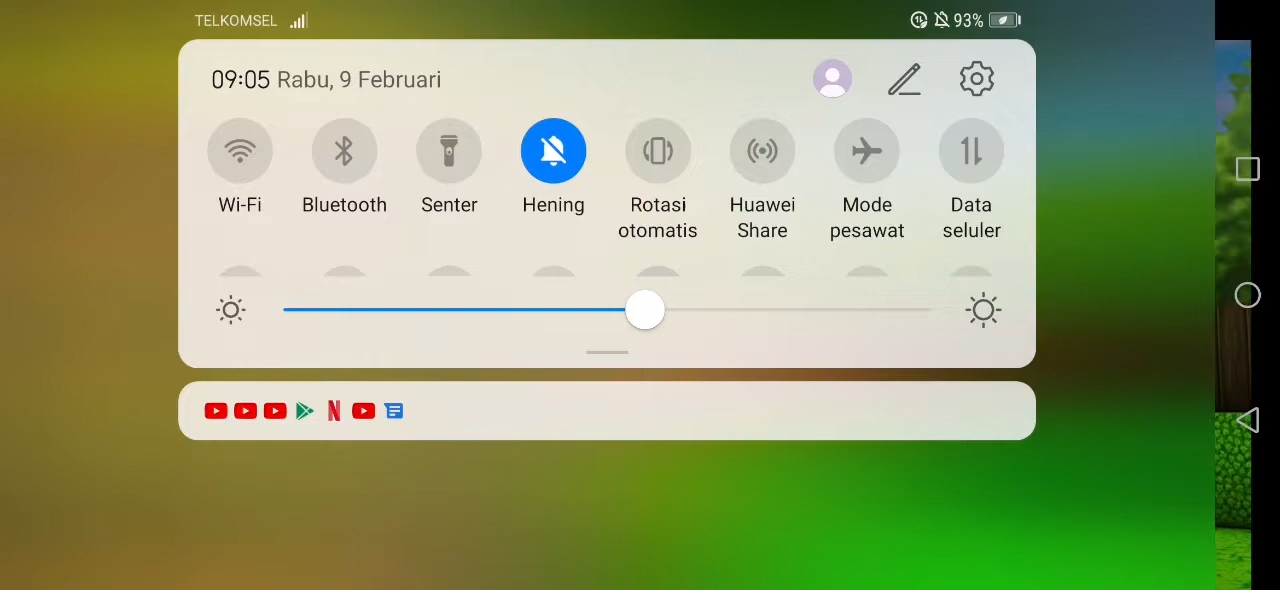 TELKOMSEL 93%
09:05 Rabu, 9 Februari
Wi-Fi Bluetooth Senter Hening Rotasi otomatis Huawei Share Mode pesawat Data seluler